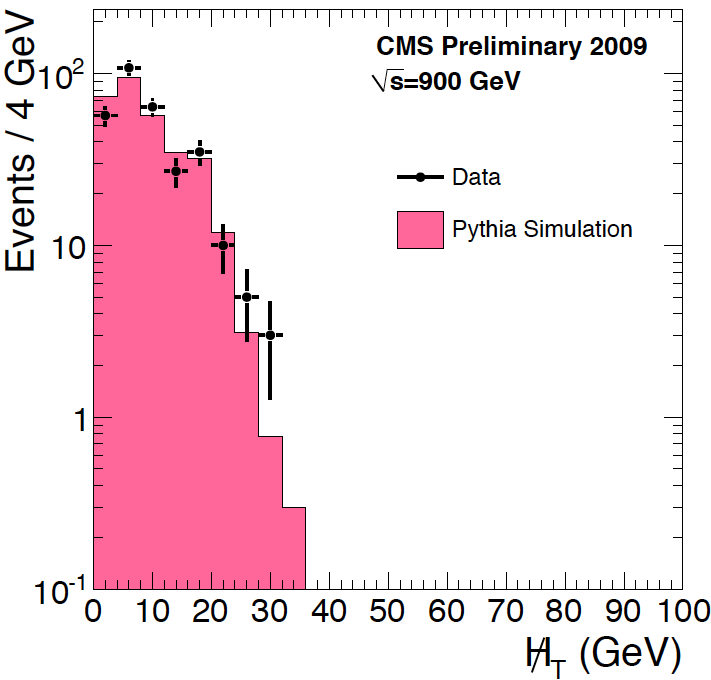 CMS Preliminary 2009
√s=900 GeV
Data
Pythia Simulation
Events / 4 GeV
10²
10
1
10⁻¹
0 10 20 30 40 50 60 70 80 90 100
H̸_T (GeV)